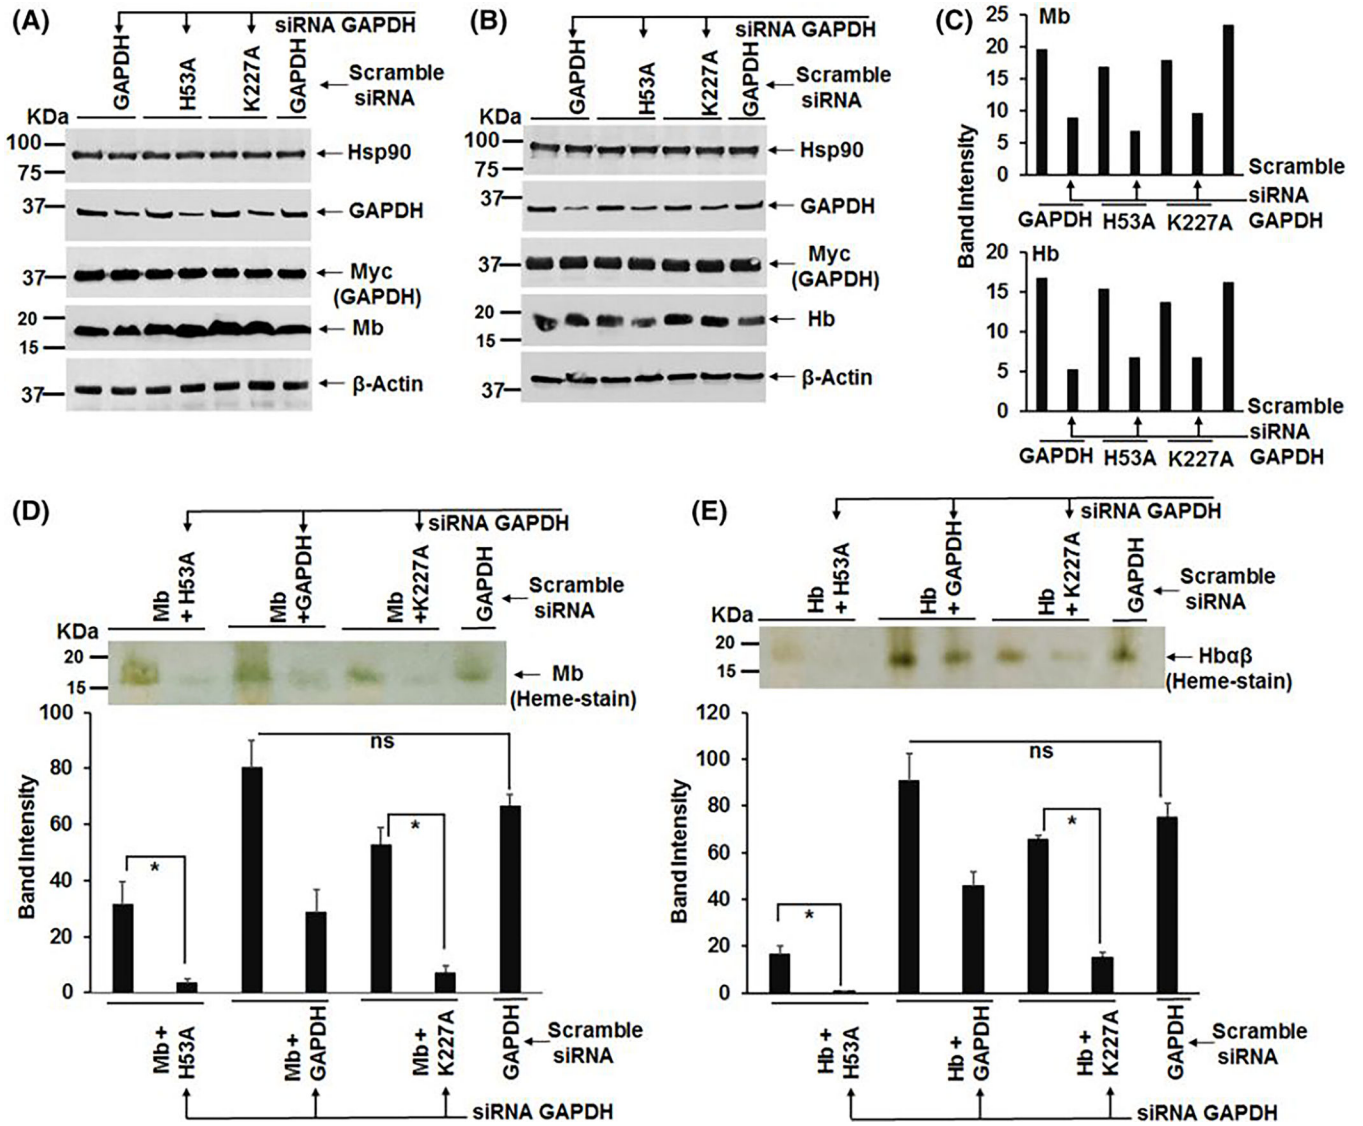 (A)
siRNA GAPDH
GAPDH
H53A
K227A
GAPDH
Scramble
siRNA
KDa
100
75
Hsp90
37
GAPDH
37
Myc
(GAPDH)
20
15
Mb
37
β-Actin
(B)
siRNA GAPDH
GAPDH
H53A
K227A
GAPDH
Scramble
siRNA
KDa
100
75
Hsp90
37
GAPDH
37
Myc
(GAPDH)
20
15
Hb
37
β-Actin
(C)
Mb
25
20
15
10
5
0
Band Intensity
Scramble
siRNA
GAPDH
GAPDH
H53A
K227A
Hb
20
15
10
5
0
Scramble
siRNA
GAPDH
GAPDH
H53A
K227A
(D)
siRNA GAPDH
Mb
+ H53A
Mb
+GAPDH
Mb
+K227A
GAPDH
Scramble
siRNA
KDa
20
15
Mb
(Heme-stain)
100
80
60
40
20
0
Band Intensity
ns
*
*
Mb +
H53A
Mb+
GAPDH
Mb+
K227A
GAPDH
Scramble
siRNA
siRNA GAPDH
(E)
siRNA GAPDH
Hb
+ H53A
Hb
+ GAPDH
Hb
+ K227A
GAPDH
Scramble
siRNA
KDa
20
15
Hbαβ
(Heme-stain)
120
100
80
60
40
20
0
Band Intensity
ns
*
*
Hb +
H53A
Hb +
GAPDH
Hb +
K227A
GAPDH
Scramble
siRNA
siRNA GAPDH